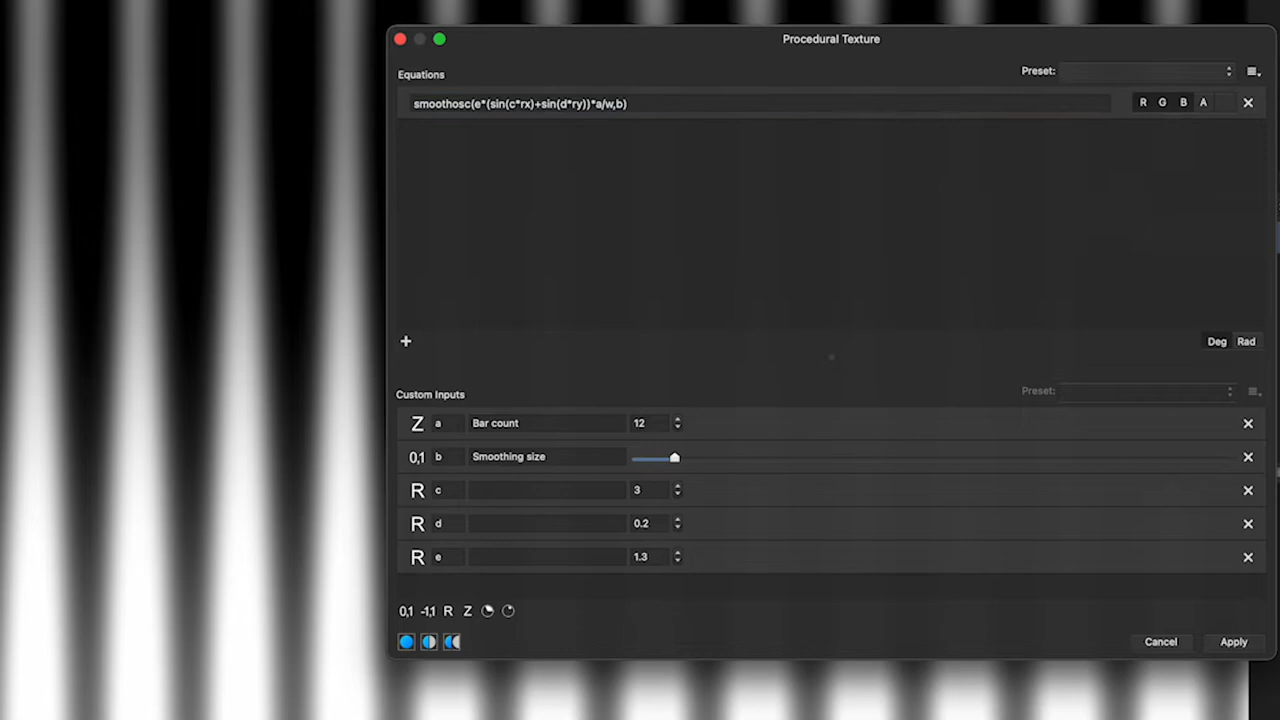 Procedural Texture
Equations
Preset:
smoothosc(e*(sin(c*rx)+sin(d*ry))*a/w,b)
R G B A
Deg Rad
Custom Inputs
Preset:
Z a Bar count 12
0,1 b Smoothing size
R c 3
R d 0.2
R e 1.3
0,1 -1,1 R Z
Cancel Apply